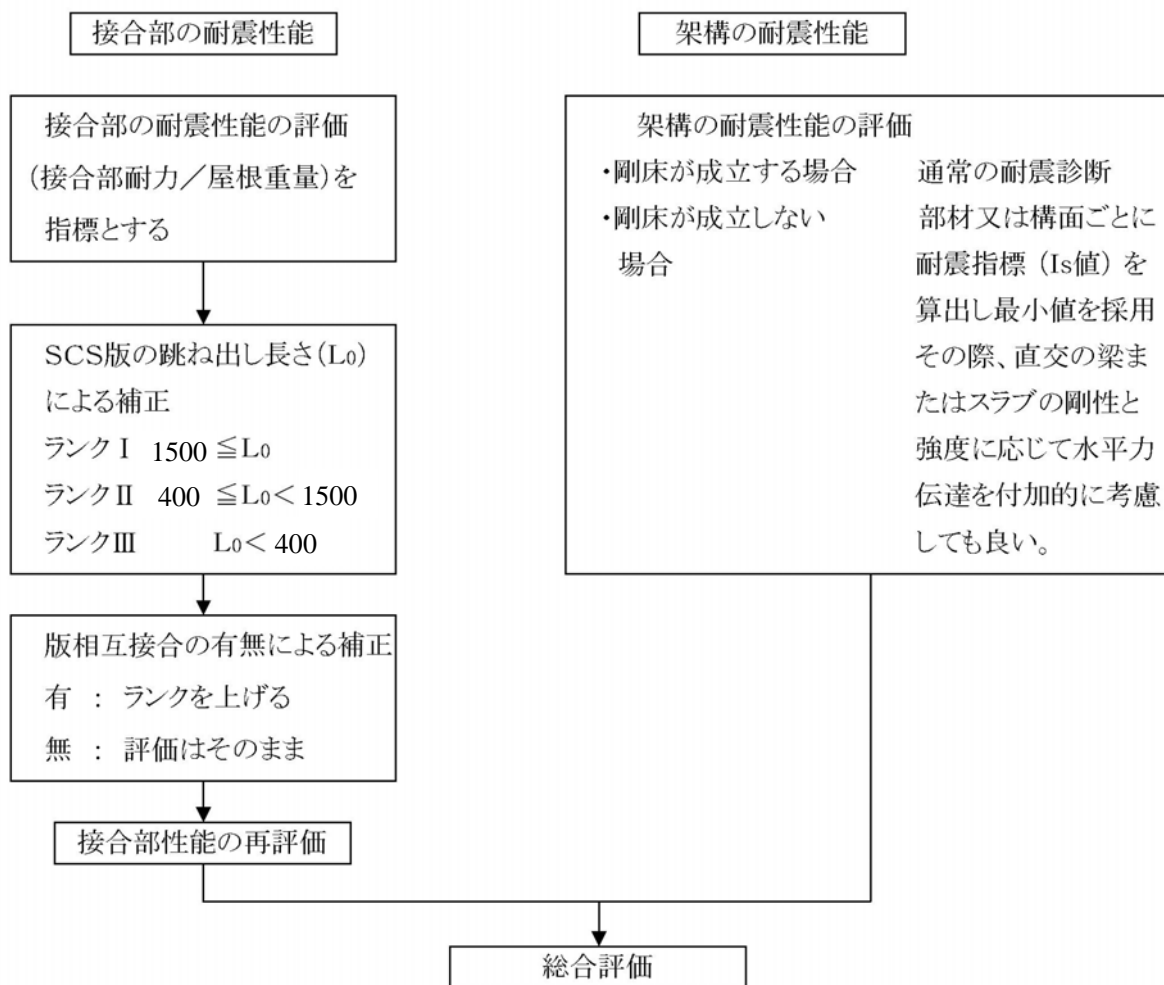 接合部の耐震性能
接合部の耐震性能の評価
(接合部耐力／屋根重量)を
指標とする
SCS版の跳ね出し長さ(L0)
による補正
ランクⅠ 1500 ≦L0
ランクⅡ 400 ≦L0< 1500
ランクⅢ L0< 400
版相互接合の有無による補正
有 ： ランクを上げる
無 ： 評価はそのまま
接合部性能の再評価
架構の耐震性能
架構の耐震性能の評価
・剛床が成立する場合 通常の耐震診断
・剛床が成立しない 部材又は構面ごとに
場合 耐震指標（Is値）を
算出し最小値を採用
その際、直交の梁ま
たはスラブの剛性と
強度に応じて水平力
伝達を付加的に考慮
しても良い。
総合評価